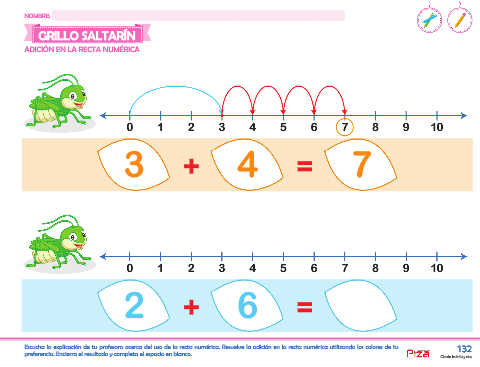 NOMBRE:
GRILLO SALTARÍN
ADICIÓN EN LA RECTA NUMÉRICA
0 1 2 3 4 5 6 7 8 9 10
3 + 4 = 7
0 1 2 3 4 5 6 7 8 9 10
2 + 6 =
Escucha la explicación de tu profesora acerca del uso de la recta numérica. Resuelve la adición en la recta numérica utilizando los colores de tu
preferencia. Encierra el resultado y completa el espacio en blanco.
132